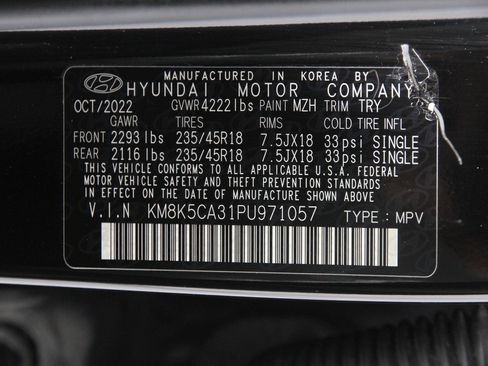 MANUFACTURED IN KOREA BY
HYUNDAI MOTOR COMPANY
OCT/2022 GVWR 4222lbs PAINT MZH TRIM TRY
GAWR TIRES RIMS COLD TIRE INFL
FRONT 2293lbs 235/45R18 7.5JX18 33psi SINGLE
REAR 2116lbs 235/45R18 7.5JX18 33psi SINGLE
THIS VEHICLE CONFORMS TO ALL APPLICABLE U.S.A. FEDERAL
MOTOR VEHICLE SAFETY AND THEFT PREVENTION STANDARDS IN
EFFECT ON THE DATE OF MANUFACTURE SHOWN ABOVE.
V.I.N KM8K5CA31PU971057 TYPE : MPV